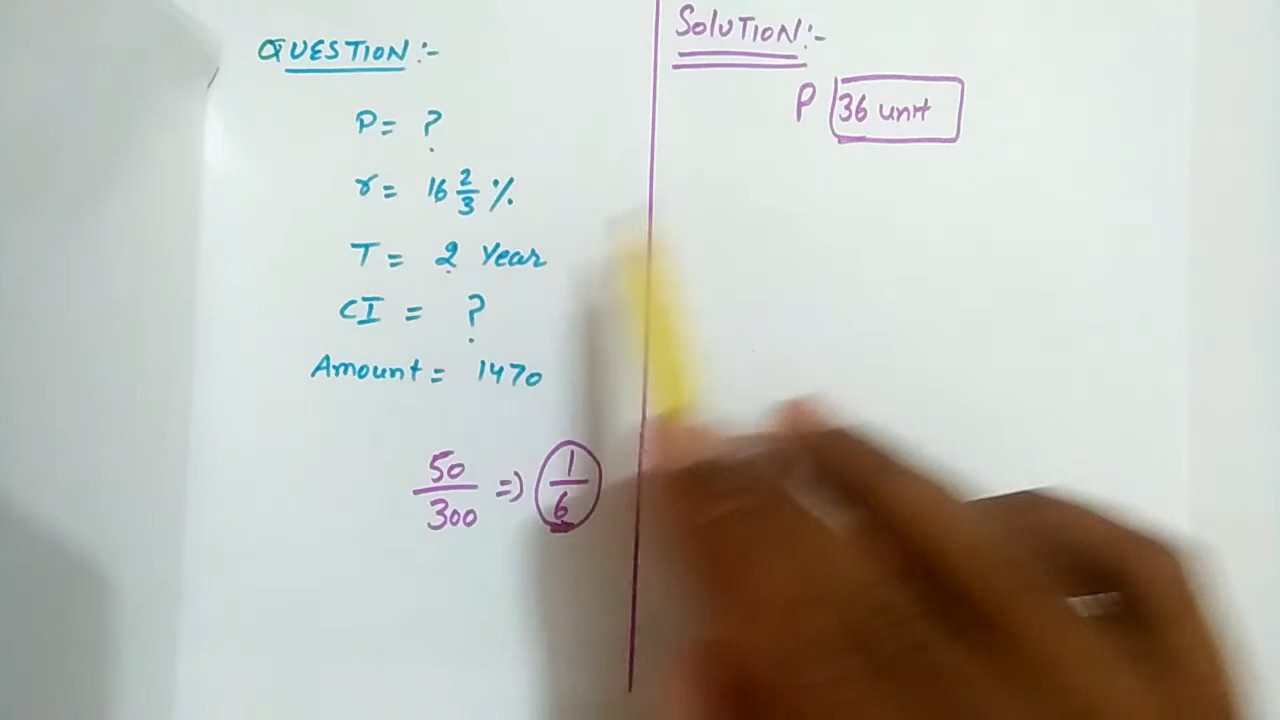 QUESTION:-
P = ?
r = 16 2/3 %
T = 2 Year
CI = ?
Amount = 1470
50/300 => 1/6
SOLUTION:-
P 36 unit